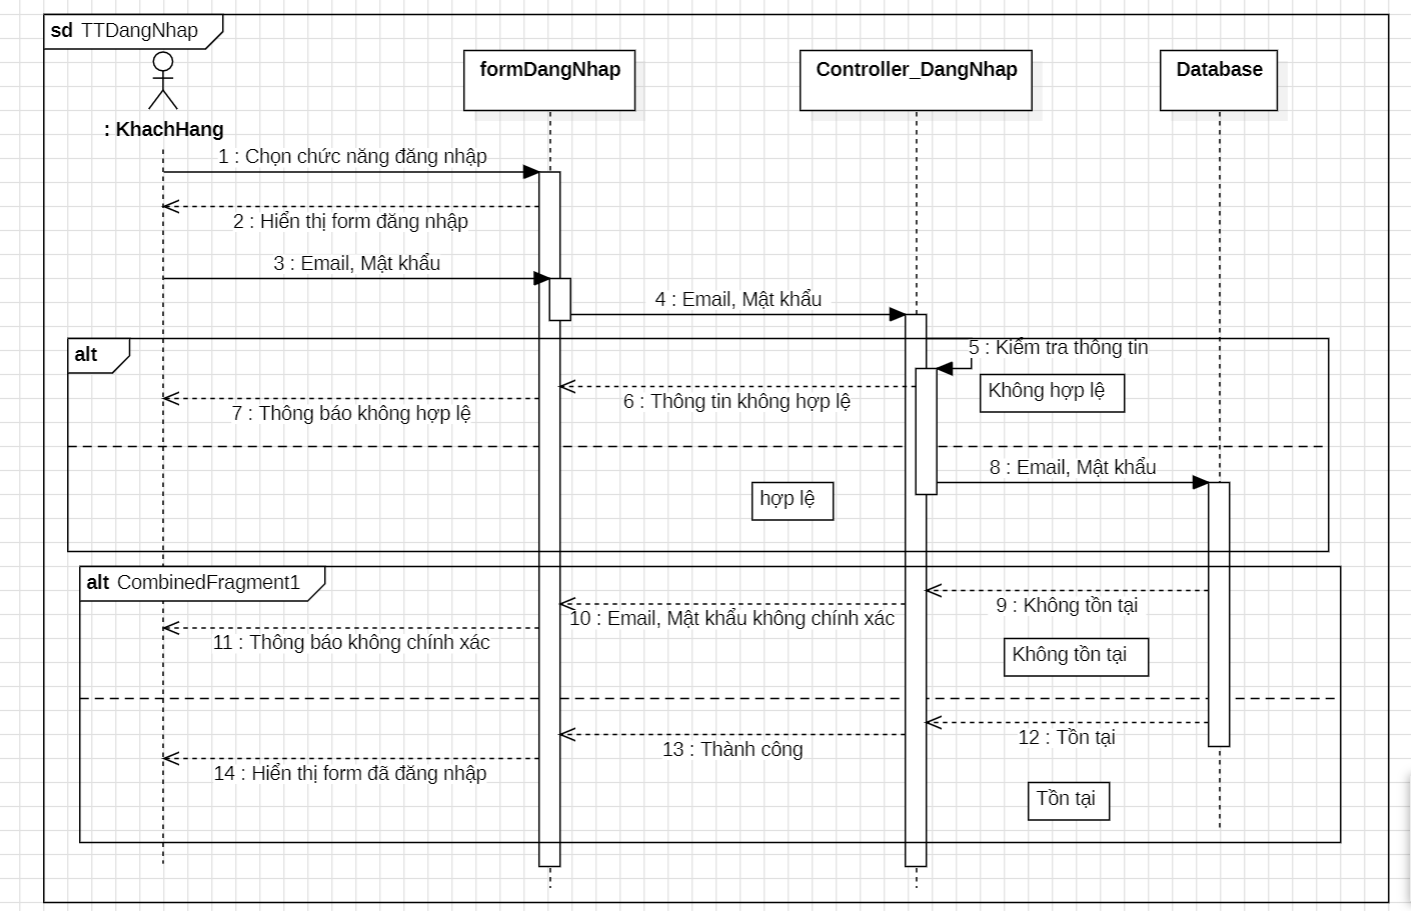 sd TTDangNhap
formDangNhap
Controller_DangNhap
Database
: KhachHang
1 : Chọn chức năng đăng nhập
2 : Hiển thị form đăng nhập
3 : Email, Mật khẩu
4 : Email, Mật khẩu
alt
5 : Kiểm tra thông tin
Không hợp lệ
6 : Thông tin không hợp lệ
7 : Thông báo không hợp lệ
8 : Email, Mật khẩu
hợp lệ
alt CombinedFragment1
9 : Không tồn tại
10 : Email, Mật khẩu không chính xác
11 : Thông báo không chính xác
Không tồn tại
12 : Tồn tại
13 : Thành công
14 : Hiển thị form đã đăng nhập
Tồn tại